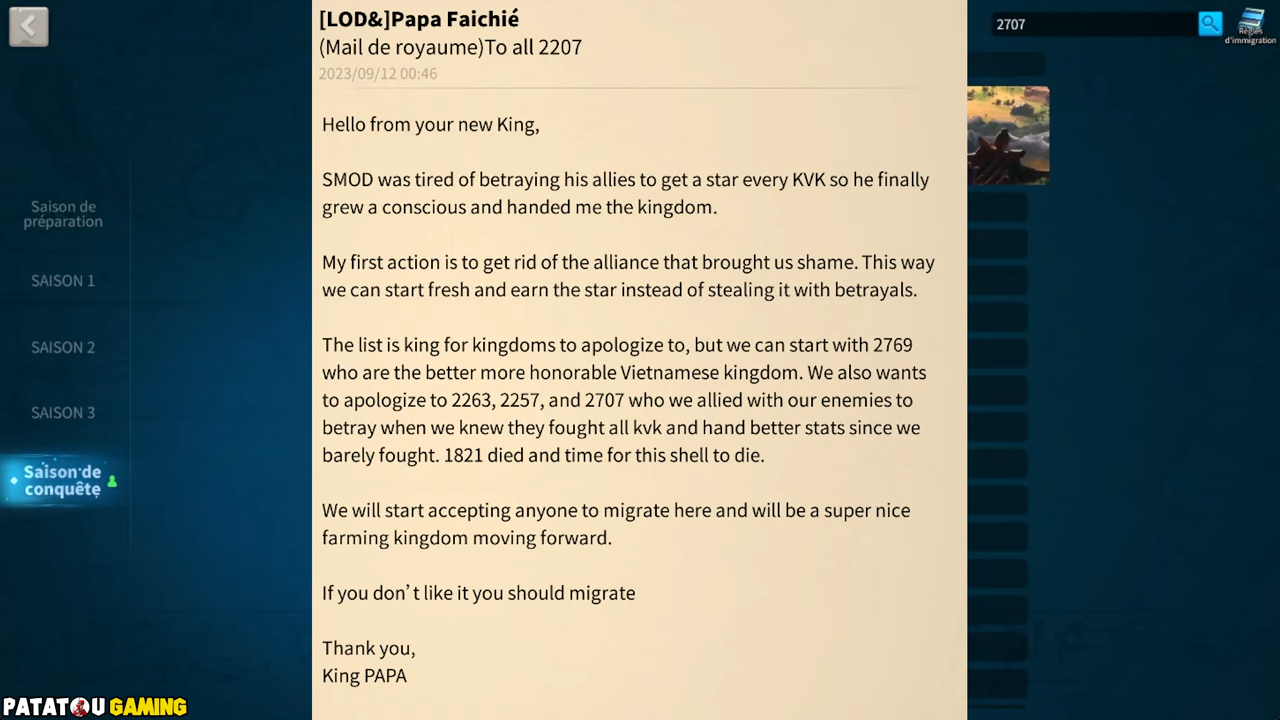 [LOD&]Papa Faichié
(Mail de royaume)To all 2207
2023/09/12 00:46
2707
Règles
d'immigration
Hello from your new King,
SMOD was tired of betraying his allies to get a star every KVK so he finally
grew a conscious and handed me the kingdom.
My first action is to get rid of the alliance that brought us shame. This way
we can start fresh and earn the star instead of stealing it with betrayals.
The list is king for kingdoms to apologize to, but we can start with 2769
who are the better more honorable Vietnamese kingdom. We also wants
to apologize to 2263, 2257, and 2707 who we allied with our enemies to
betray when we knew they fought all kvk and hand better stats since we
barely fought. 1821 died and time for this shell to die.
We will start accepting anyone to migrate here and will be a super nice
farming kingdom moving forward.
If you don’t like it you should migrate
Thank you,
King PAPA
Saison de
préparation
SAISON 1
SAISON 2
SAISON 3
Saison de
conquête
PATATOU GAMING